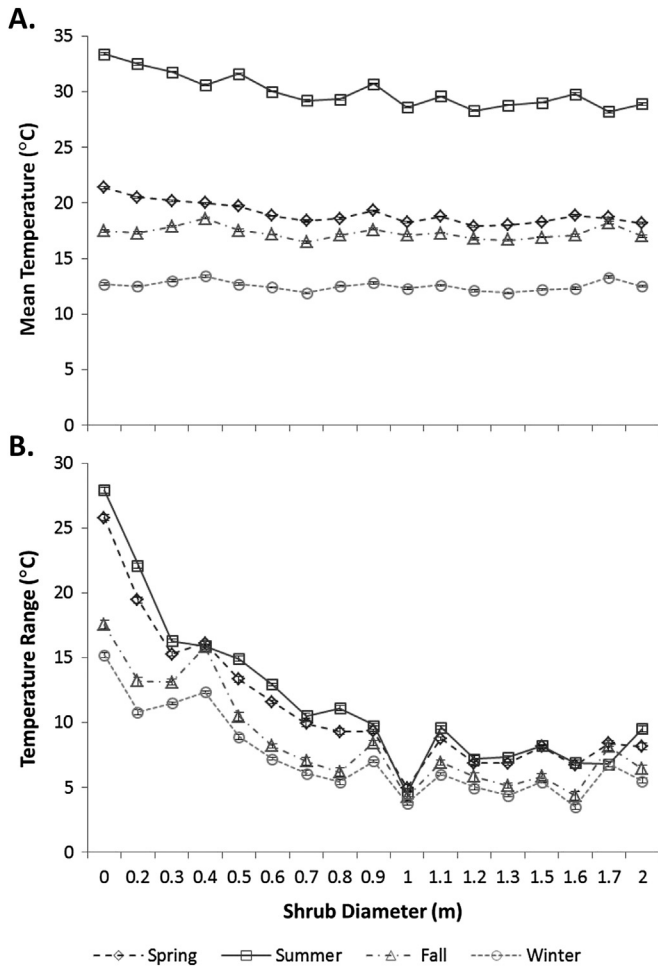 A.
35
30
25
20
15
10
5
0
Mean Temperature (°C)
B.
30
25
20
15
10
5
0
Temperature Range (°C)
0 0.2 0.3 0.4 0.5 0.6 0.7 0.8 0.9 1 1.1 1.2 1.3 1.5 1.6 1.7 2
Shrub Diameter (m)
Spring Summer Fall Winter